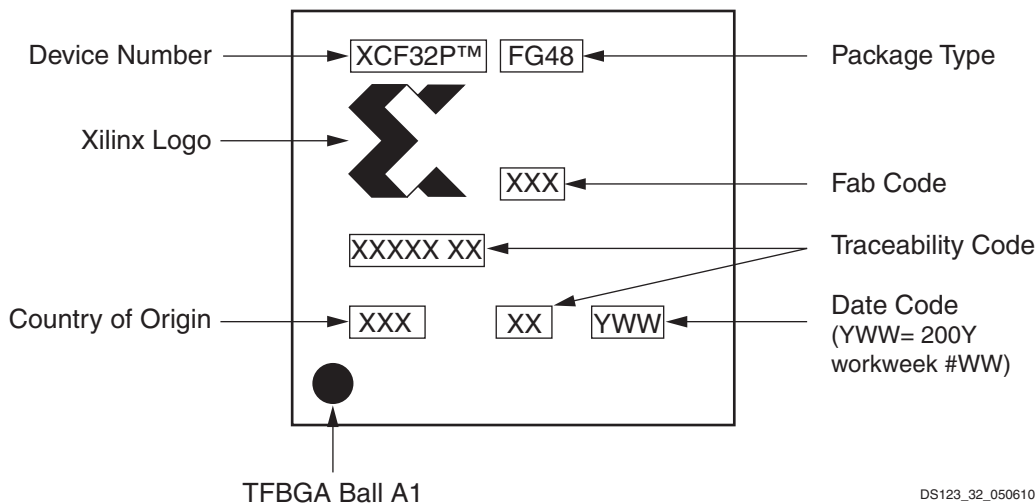 Device Number XCF32P™ FG48 Package Type
Xilinx Logo
XXX Fab Code
XXXXX XX Traceability Code
Country of Origin XXX XX YWW Date Code
(YWW= 200Y
workweek #WW)
TFBGA Ball A1
DS123_32_050610